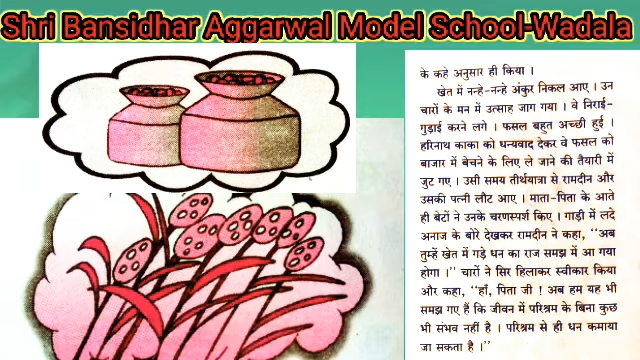 Shri Bansidhar Aggarwal Model School-Wadala
के कहे अनुसार ही किया ।
खेत में नन्हे-नन्हे अंकुर निकल आए । उन
चारों के मन में उत्साह जाग गया । वे निराई-
गुड़ाई करने लगे । फसल बहुत अच्छी हुई ।
हरिनाथ काका को धन्यवाद देकर वे फसल को
बाजार में बेचने के लिए ले जाने की तैयारी में
जुट गए । उसी समय तीर्थयात्रा से रामदीन और
उसकी पत्नी लौट आए । माता-पिता के आते
ही बेटों ने उनके चरणस्पर्श किए । गाड़ी में लदे
अनाज के बोरे देखकर रामदीन ने कहा, ‘‘अब
तुम्हें खेत में गड़े धन का राज समझ में आ गया
होगा ।’’ चारों ने सिर हिलाकर स्वीकार किया
और कहा, ‘‘हाँ, पिता जी ! अब हम यह भी
समझ गए हैं कि जीवन में परिश्रम के बिना कुछ
भी संभव नहीं है । परिश्रम से ही धन कमाया
जा सकता है ।’’